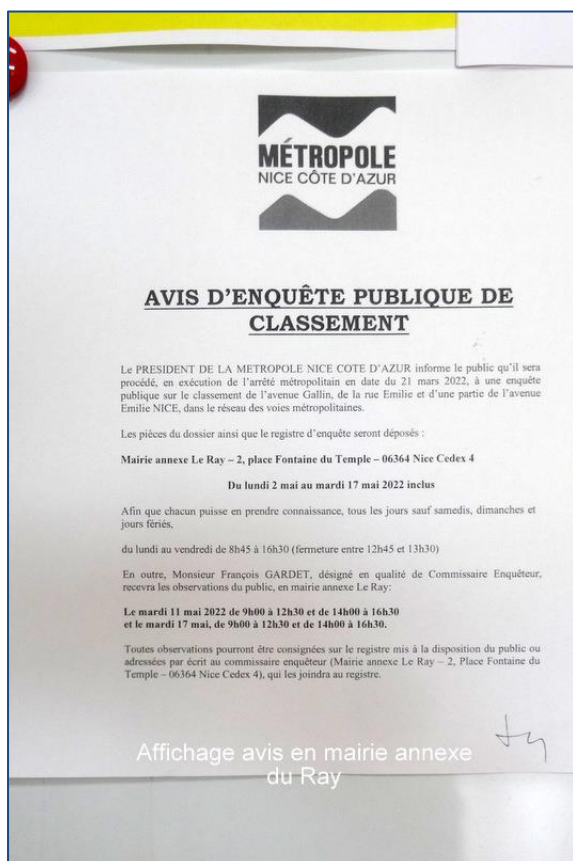 MÉTROPOLE
NICE CÔTE D'AZUR
AVIS D'ENQUÊTE PUBLIQUE DE
CLASSEMENT
Le PRESIDENT DE LA METROPOLE NICE COTE D'AZUR informe le public qu'il sera
procédé, en exécution de l'arrêté métropolitain en date du 21 mars 2022, à une enquête
publique sur le classement de l'avenue Gallin, de la rue Emilie et d'une partie de l'avenue
Emilie NICE, dans le réseau des voies métropolitaines.
Les pièces du dossier ainsi que le registre d'enquête seront déposés :
Mairie annexe Le Ray – 2, place Fontaine du Temple – 06364 Nice Cedex 4
Du lundi 2 mai au mardi 17 mai 2022 inclus
Afin que chacun puisse en prendre connaissance, tous les jours sauf samedis, dimanches et
jours fériés,
du lundi au vendredi de 8h45 à 16h30 (fermeture entre 12h45 et 13h30)
En outre, Monsieur François GARDET, désigné en qualité de Commissaire Enquêteur,
recevra les observations du public, en mairie annexe Le Ray:
Le mardi 11 mai 2022 de 9h00 à 12h30 et de 14h00 à 16h30
et le mardi 17 mai, de 9h00 à 12h30 et de 14h00 à 16h30.
Toutes observations pourront être consignées sur le registre mis à la disposition du public ou
adressées par écrit au commissaire enquêteur (Mairie annexe Le Ray – 2, Place Fontaine du
Temple – 06364 Nice Cedex 4), qui les joindra au registre.
Affichage avis en mairie annexe
du Ray